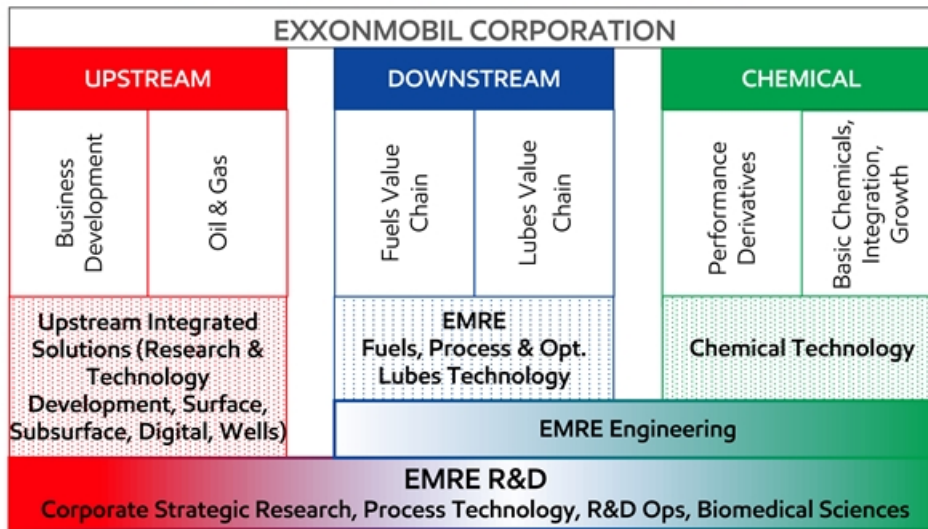 EXXONMOBIL CORPORATION
UPSTREAM
DOWNSTREAM
CHEMICAL
Business
Development
Oil & Gas
Fuels Value
Chain
Lubes Value
Chain
Performance
Derivatives
Basic Chemicals,
Integration,
Growth
Upstream Integrated
Solutions (Research &
Technology
Development, Surface,
Subsurface, Digital, Wells)
EMRE
Fuels, Process & Opt.
Lubes Technology
Chemical Technology
EMRE Engineering
EMRE R&D
Corporate Strategic Research, Process Technology, R&D Ops, Biomedical Sciences